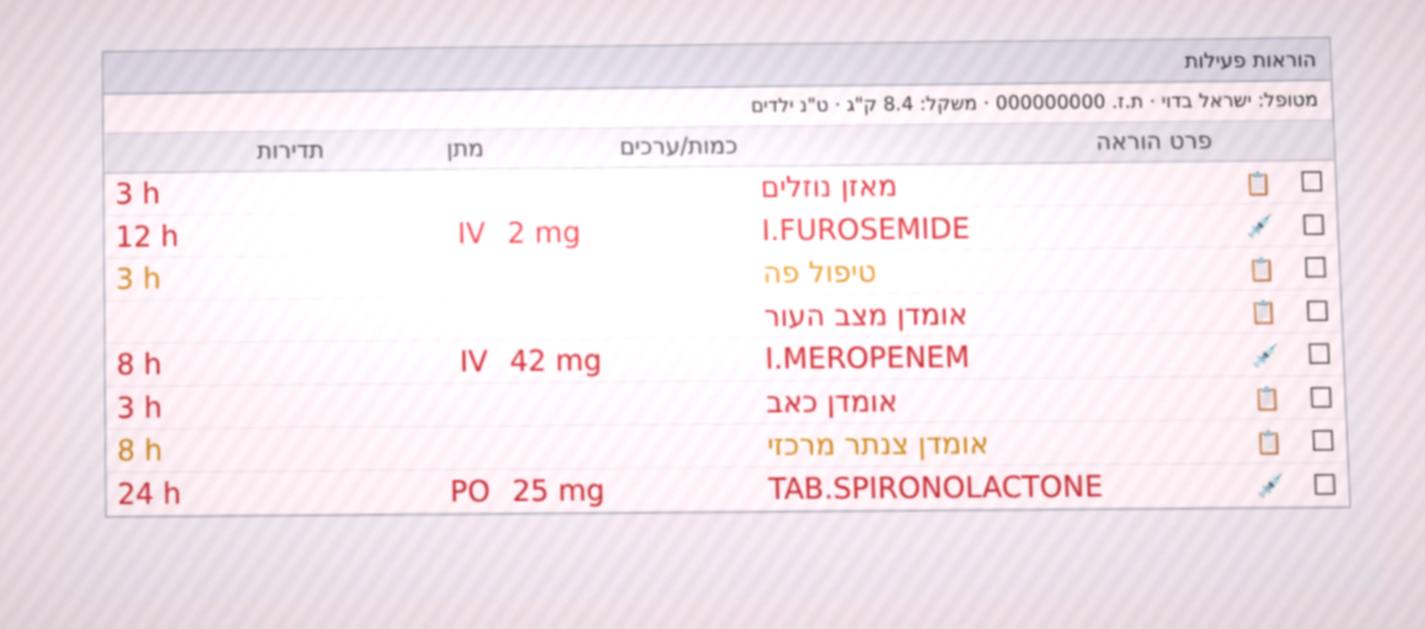 הוראות פעילות
מטופל: ישראל בדוי · ת.ז. 000000000 · משקל: 8.4 ק"ג · ט"נ ילדים
פרט הוראה כמות/ערכים מתן תדירות
מאזן נוזלים 3 h
I.FUROSEMIDE 2 mg IV 12 h
טיפול פה 3 h
אומדן מצב העור
I.MEROPENEM 42 mg IV 8 h
אומדן כאב 3 h
אומדן צנתר מרכזי 8 h
TAB.SPIRONOLACTONE 25 mg PO 24 h